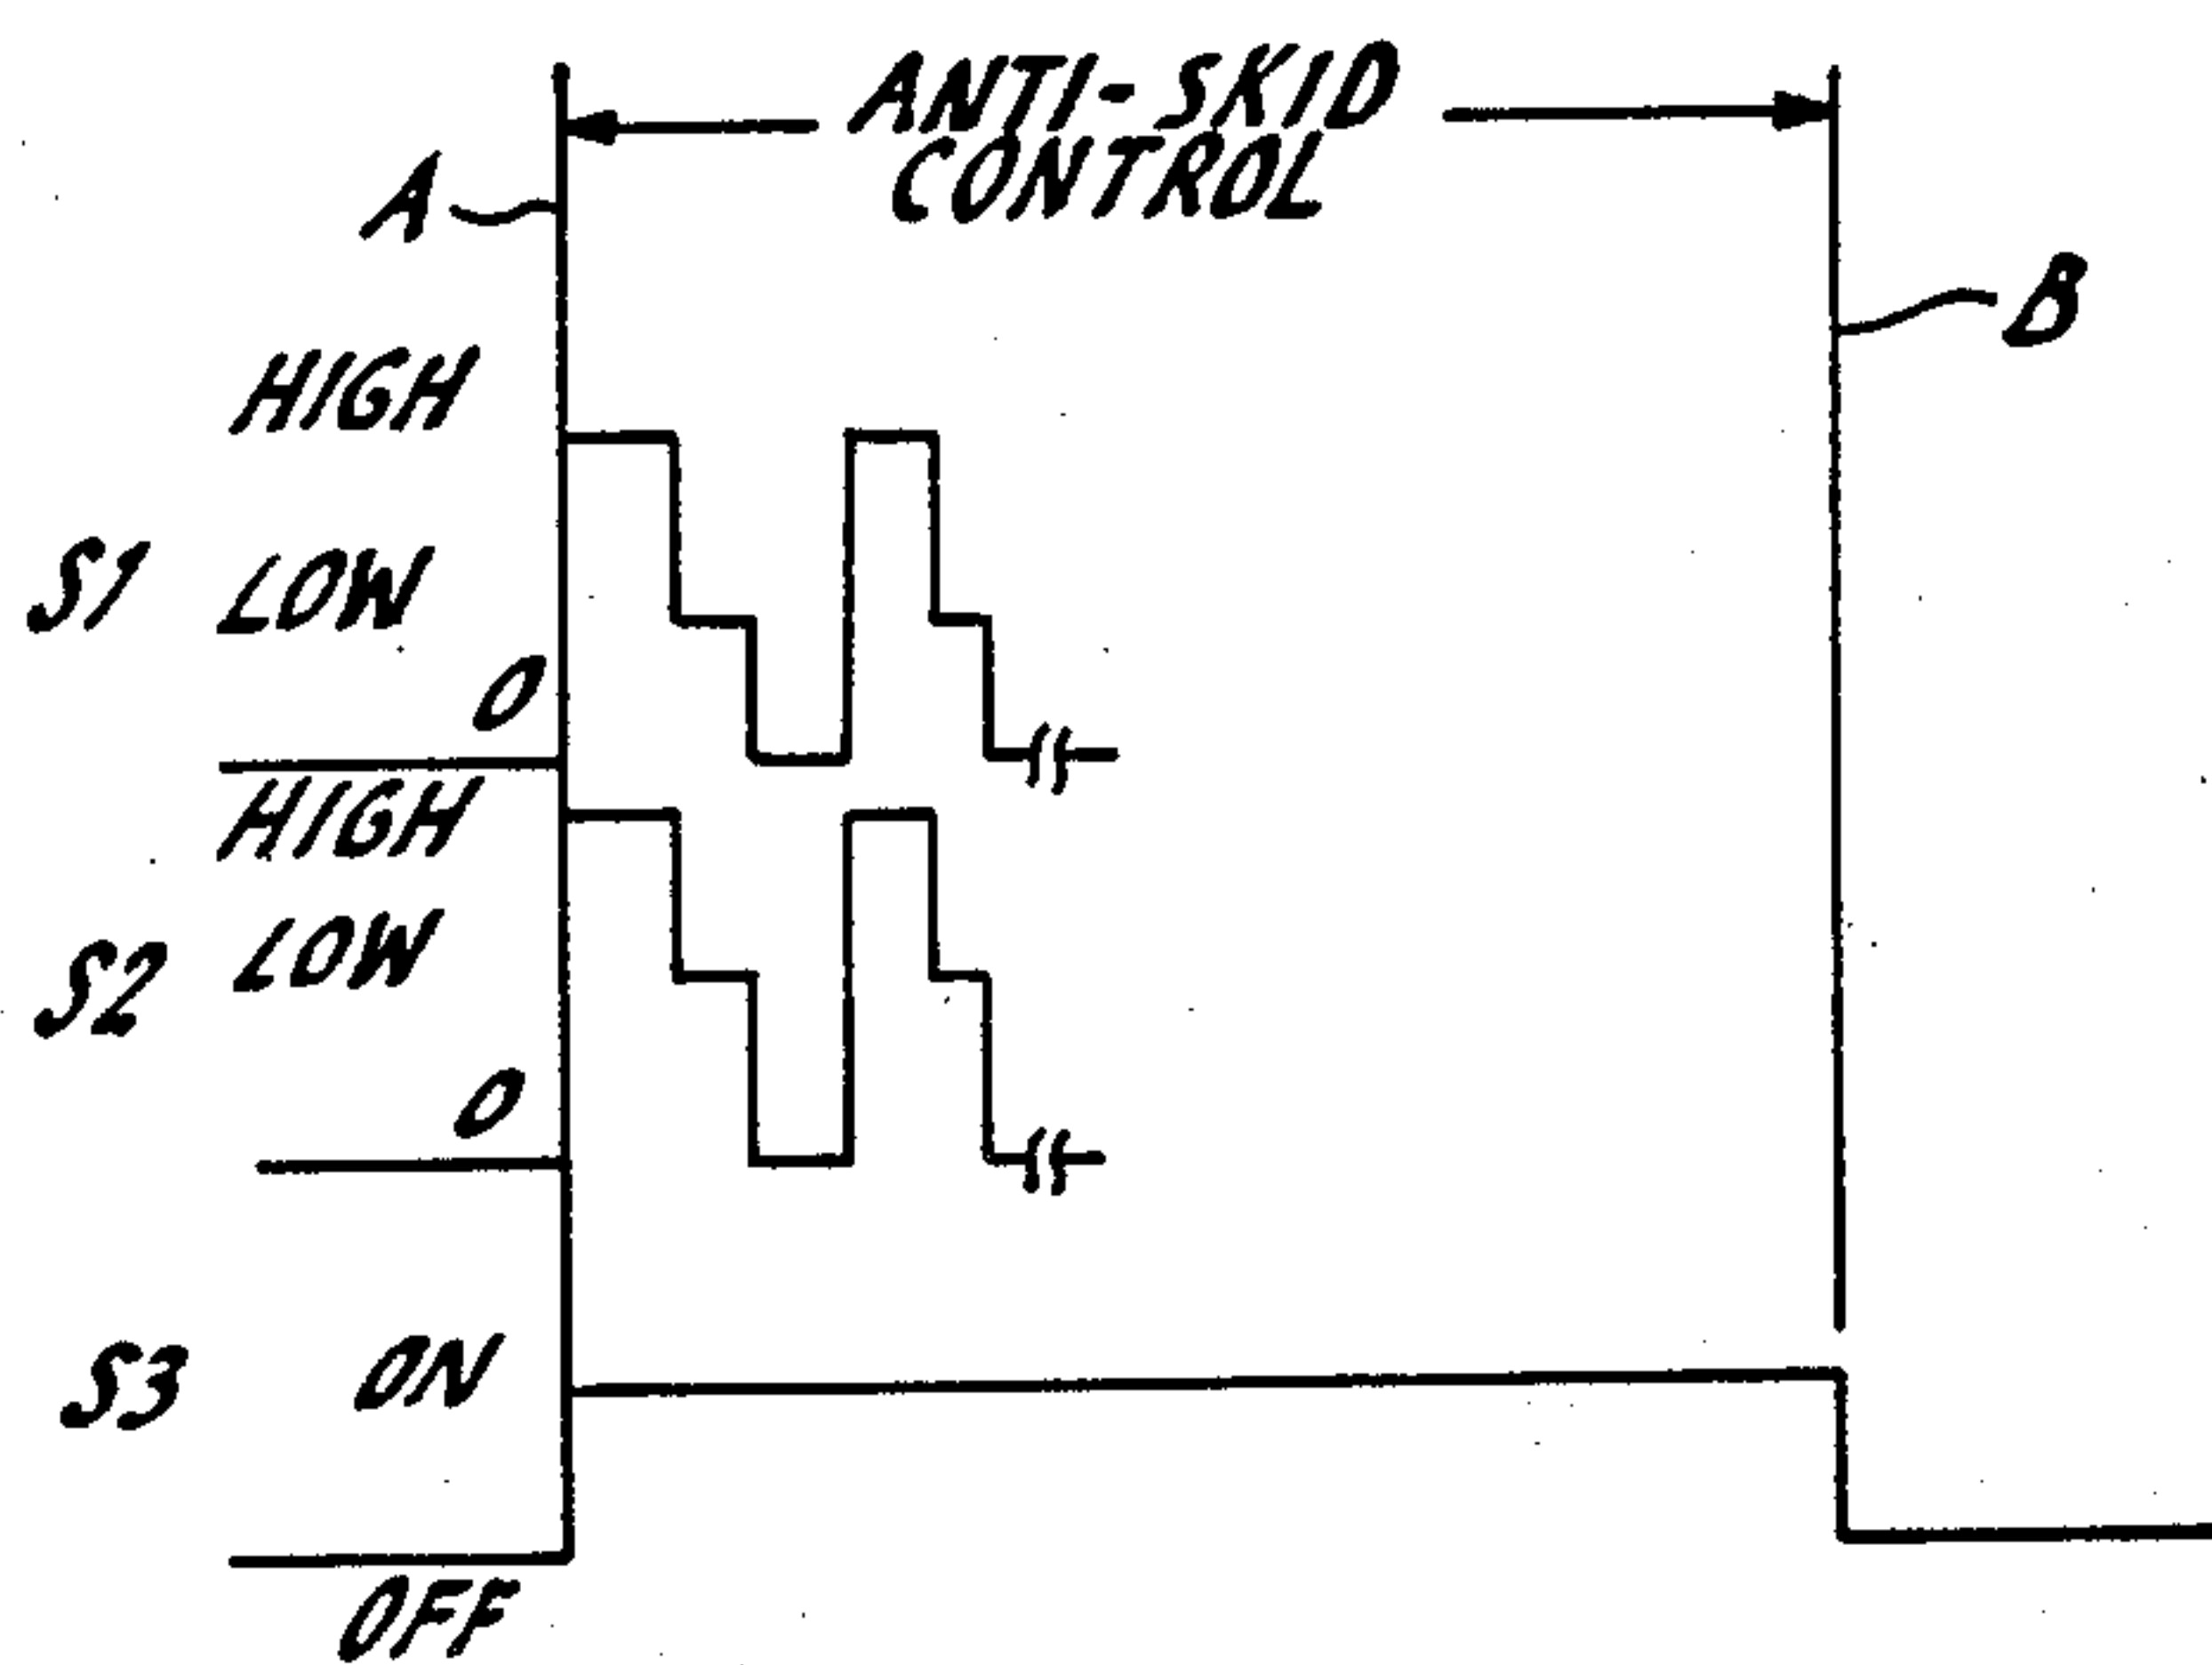 ANTI-SKID
CONTROL
A
B
HIGH
S1 LOW
0
HIGH
S2 LOW
0
S3 ON
OFF